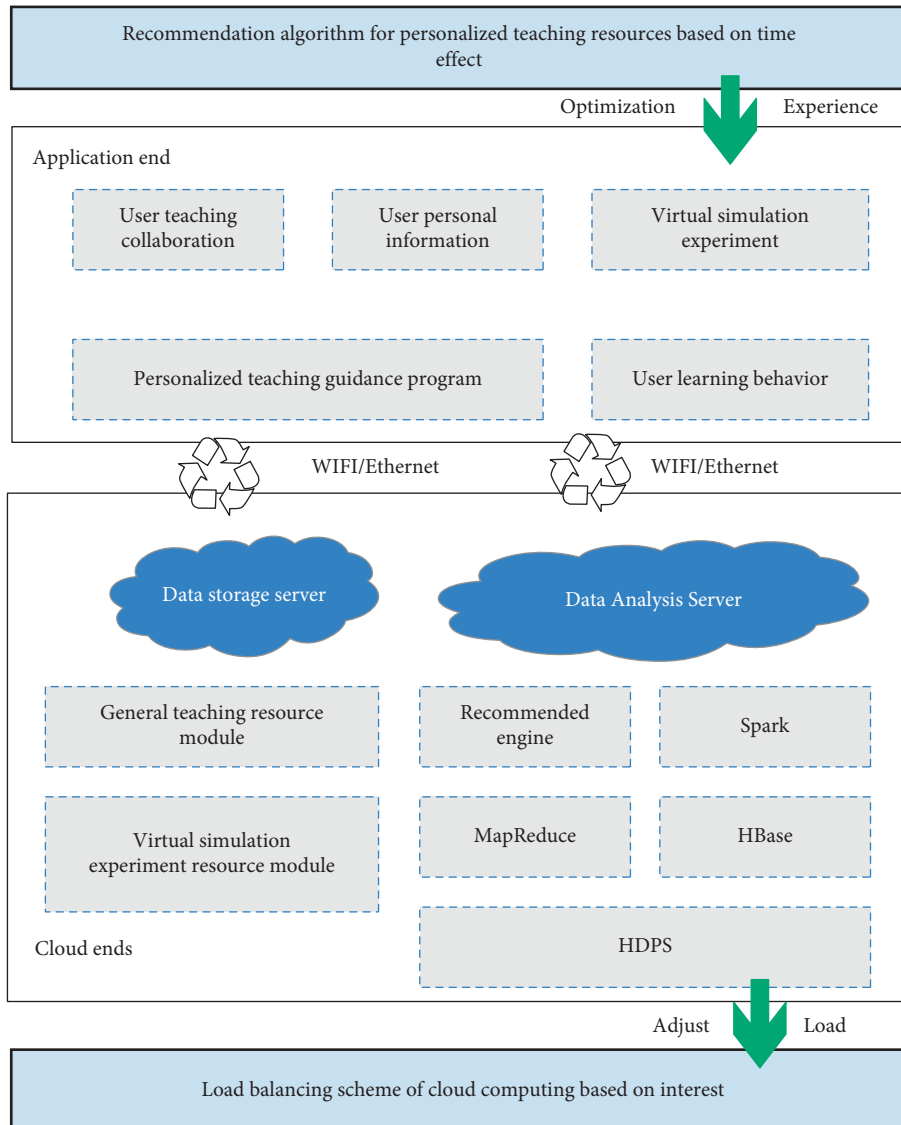 Recommendation algorithm for personalized teaching resources based on time
effect
Optimization
Experience
Application end
User teaching
collaboration
User personal
information
Virtual simulation
experiment
Personalized teaching guidance program
User learning behavior
WIFI/Ethernet
WIFI/Ethernet
Data storage server
Data Analysis Server
General teaching resource
module
Recommended
engine
Spark
Virtual simulation
experiment resource module
MapReduce
HBase
HDPS
Cloud ends
Adjust
Load
Load balancing scheme of cloud computing based on interest